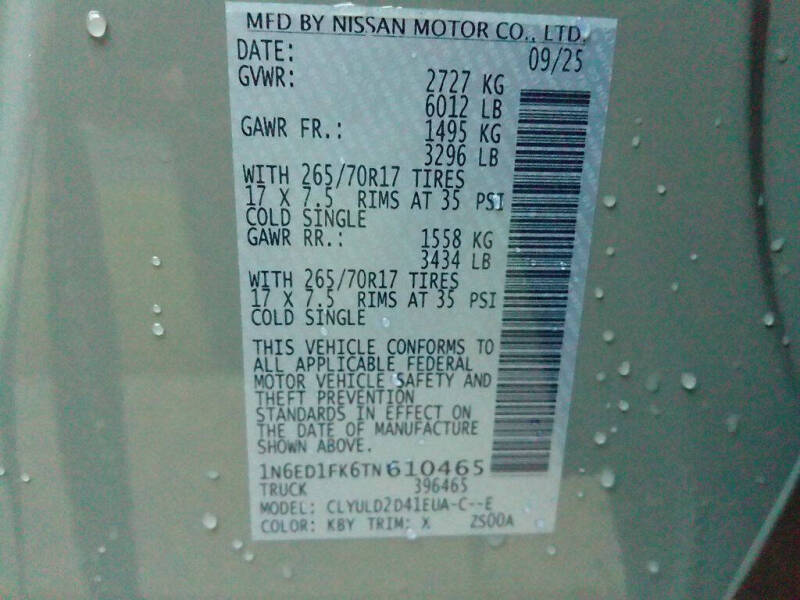 MFD BY NISSAN MOTOR CO., LTD.
DATE: 09/25
GVWR: 2727 KG
6012 LB
GAWR FR.: 1495 KG
3296 LB
WITH 265/70R17 TIRES
17 X 7.5 RIMS AT 35 PSI
COLD SINGLE
GAWR RR.: 1558 KG
3434 LB
WITH 265/70R17 TIRES
17 X 7.5 RIMS AT 35 PSI
COLD SINGLE
THIS VEHICLE CONFORMS TO
ALL APPLICABLE FEDERAL
MOTOR VEHICLE SAFETY AND
THEFT PREVENTION
STANDARDS IN EFFECT ON
THE DATE OF MANUFACTURE
SHOWN ABOVE.
1N6ED1FK6TN610465
TRUCK 396465
MODEL: CLYULD2D41EUA-C--E
COLOR: KBY TRIM: X ZS00A